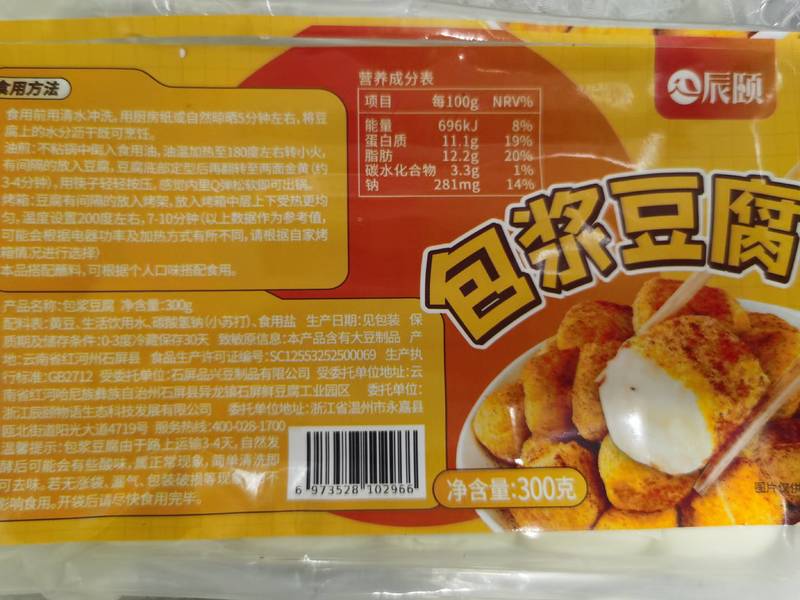 食用方法
食用前用清水冲洗，用厨房纸或自然晾晒5分钟左右，将豆
腐上的水分沥干既可烹饪。
油煎：不粘锅中倒入食用油，油温加热至180度左右转小火，
有间隔的放入豆腐，豆腐底部定型后再翻转至两面金黄(约
3-4分钟)，用筷子轻轻按压，感觉内里Q弹松软即可出锅。
烤箱：豆腐有间隔的放入烤架，放入烤箱中层上下受热更均
匀，温度设置200度左右，7-10分钟(以上数据作为参考值，
可能会根据电器功率及加热方式有所不同，请根据自家烤
箱情况进行选择)
本品搭配蘸料，可根据个人口味搭配食用。
产品名称：包浆豆腐 净含量：300g
配料表：黄豆、生活饮用水、碳酸氢钠(小苏打)、食用盐 生产日期：见包装 保
质期及储存条件：0-3度冷藏保存30天 致敏原信息：本产品含有大豆制品 产
地：云南省红河州石屏县 食品生产许可证编号：SC12553252500069 生产执
行标准：GB2712 受委托单位：石屏品兴豆制品有限公司 受委托单位地址：云
南省红河哈尼族彝族自治州石屏县异龙镇石屏鲜豆腐工业园区 委托单位：
浙江辰颐物语生态科技发展有限公司 委托单位地址：浙江省温州市永嘉县
瓯北街道阳光大道4719号 服务热线：400-028-1700
温馨提示：包浆豆腐由于路上运输3-4天，自然发
酵后可能会有些酸味，属正常现象，简单清洗即
可去味。若无涨袋、漏气、包装破损等现
影响食用。开袋后请尽快食用完毕。
6 973528 102966
营养成分表
项目 每100g NRV%
能量 696kJ 8%
蛋白质 11.1g 19%
脂肪 12.2g 20%
碳水化合物 3.3g 1%
钠 281mg 14%
辰颐
包浆豆腐
净含量：300克
图片仅供